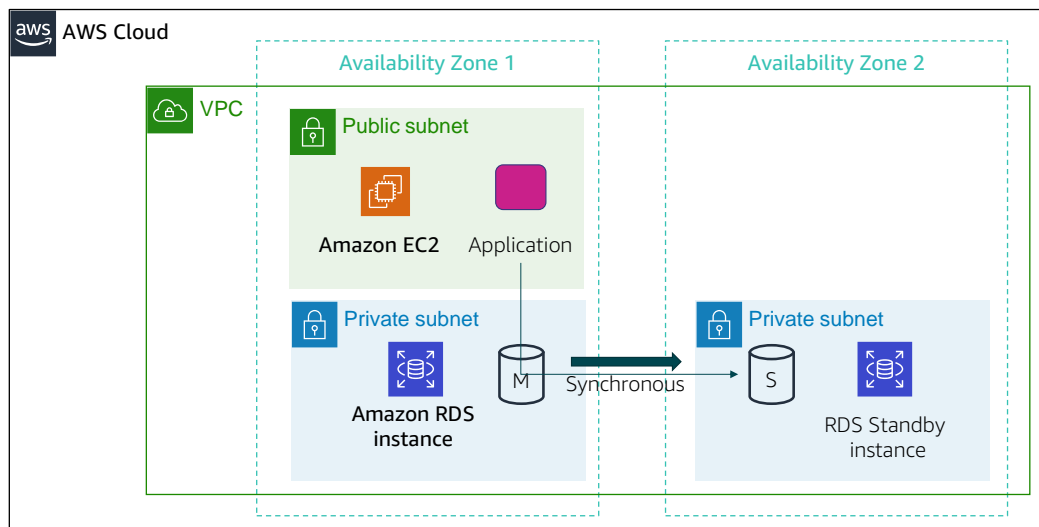 aws
AWS Cloud
Availability Zone 1
Availability Zone 2
VPC
Public subnet
Amazon EC2
Application
Private subnet
Private subnet
M
Synchronous
S
Amazon RDS
instance
RDS Standby
instance